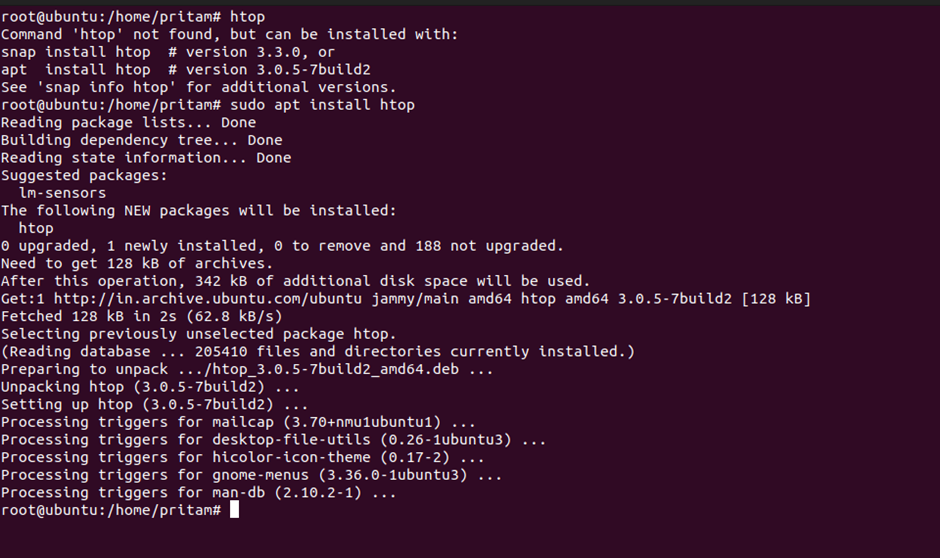 root@ubuntu:/home/pritam# htop
Command 'htop' not found, but can be installed with:
snap install htop  # version 3.3.0, or
apt  install htop  # version 3.0.5-7build2
See 'snap info htop' for additional versions.
root@ubuntu:/home/pritam# sudo apt install htop
Reading package lists... Done
Building dependency tree... Done
Reading state information... Done
Suggested packages:
  lm-sensors
The following NEW packages will be installed:
  htop
0 upgraded, 1 newly installed, 0 to remove and 188 not upgraded.
Need to get 128 kB of archives.
After this operation, 342 kB of additional disk space will be used.
Get:1 http://in.archive.ubuntu.com/ubuntu jammy/main amd64 htop amd64 3.0.5-7build2 [128 kB]
Fetched 128 kB in 2s (62.8 kB/s)
Selecting previously unselected package htop.
(Reading database ... 205410 files and directories currently installed.)
Preparing to unpack .../htop_3.0.5-7build2_amd64.deb ...
Unpacking htop (3.0.5-7build2) ...
Setting up htop (3.0.5-7build2) ...
Processing triggers for mailcap (3.70+nmu1ubuntu1) ...
Processing triggers for desktop-file-utils (0.26-1ubuntu3) ...
Processing triggers for hicolor-icon-theme (0.17-2) ...
Processing triggers for gnome-menus (3.36.0-1ubuntu3) ...
Processing triggers for man-db (2.10.2-1) ...
root@ubuntu:/home/pritam#